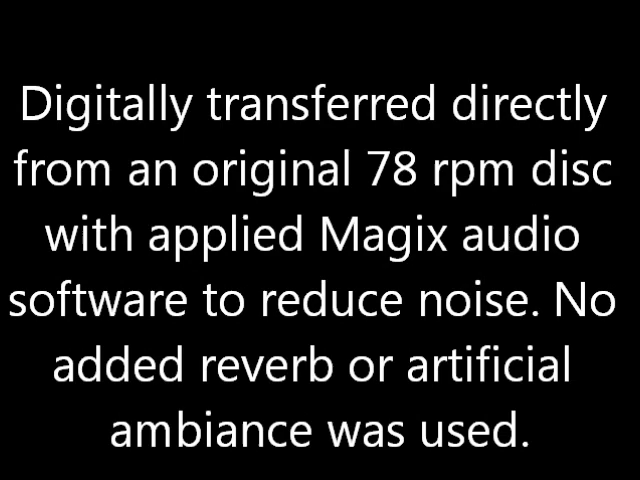 Digitally transferred directly
from an original 78 rpm disc
with applied Magix audio
software to reduce noise. No
added reverb or artificial
ambiance was used.